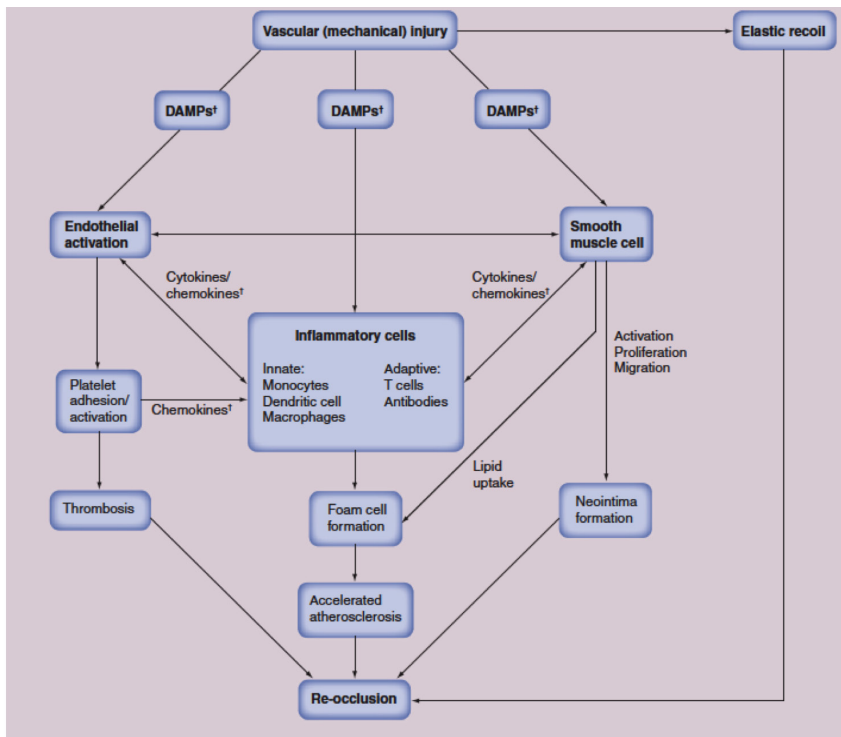 Vascular (mechanical) injury
Elastic recoil
DAMPs†
DAMPs†
DAMPs†
Endothelial
activation
Smooth
muscle cell
Cytokines/
chemokines†
Cytokines/
chemokines†
Inflammatory cells
Innate:
Monocytes
Dendritic cell
Macrophages
Adaptive:
T cells
Antibodies
Activation
Proliferation
Migration
Platelet
adhesion/
activation
Chemokines†
Lipid
uptake
Thrombosis
Foam cell
formation
Neointima
formation
Accelerated
atherosclerosis
Re-occlusion